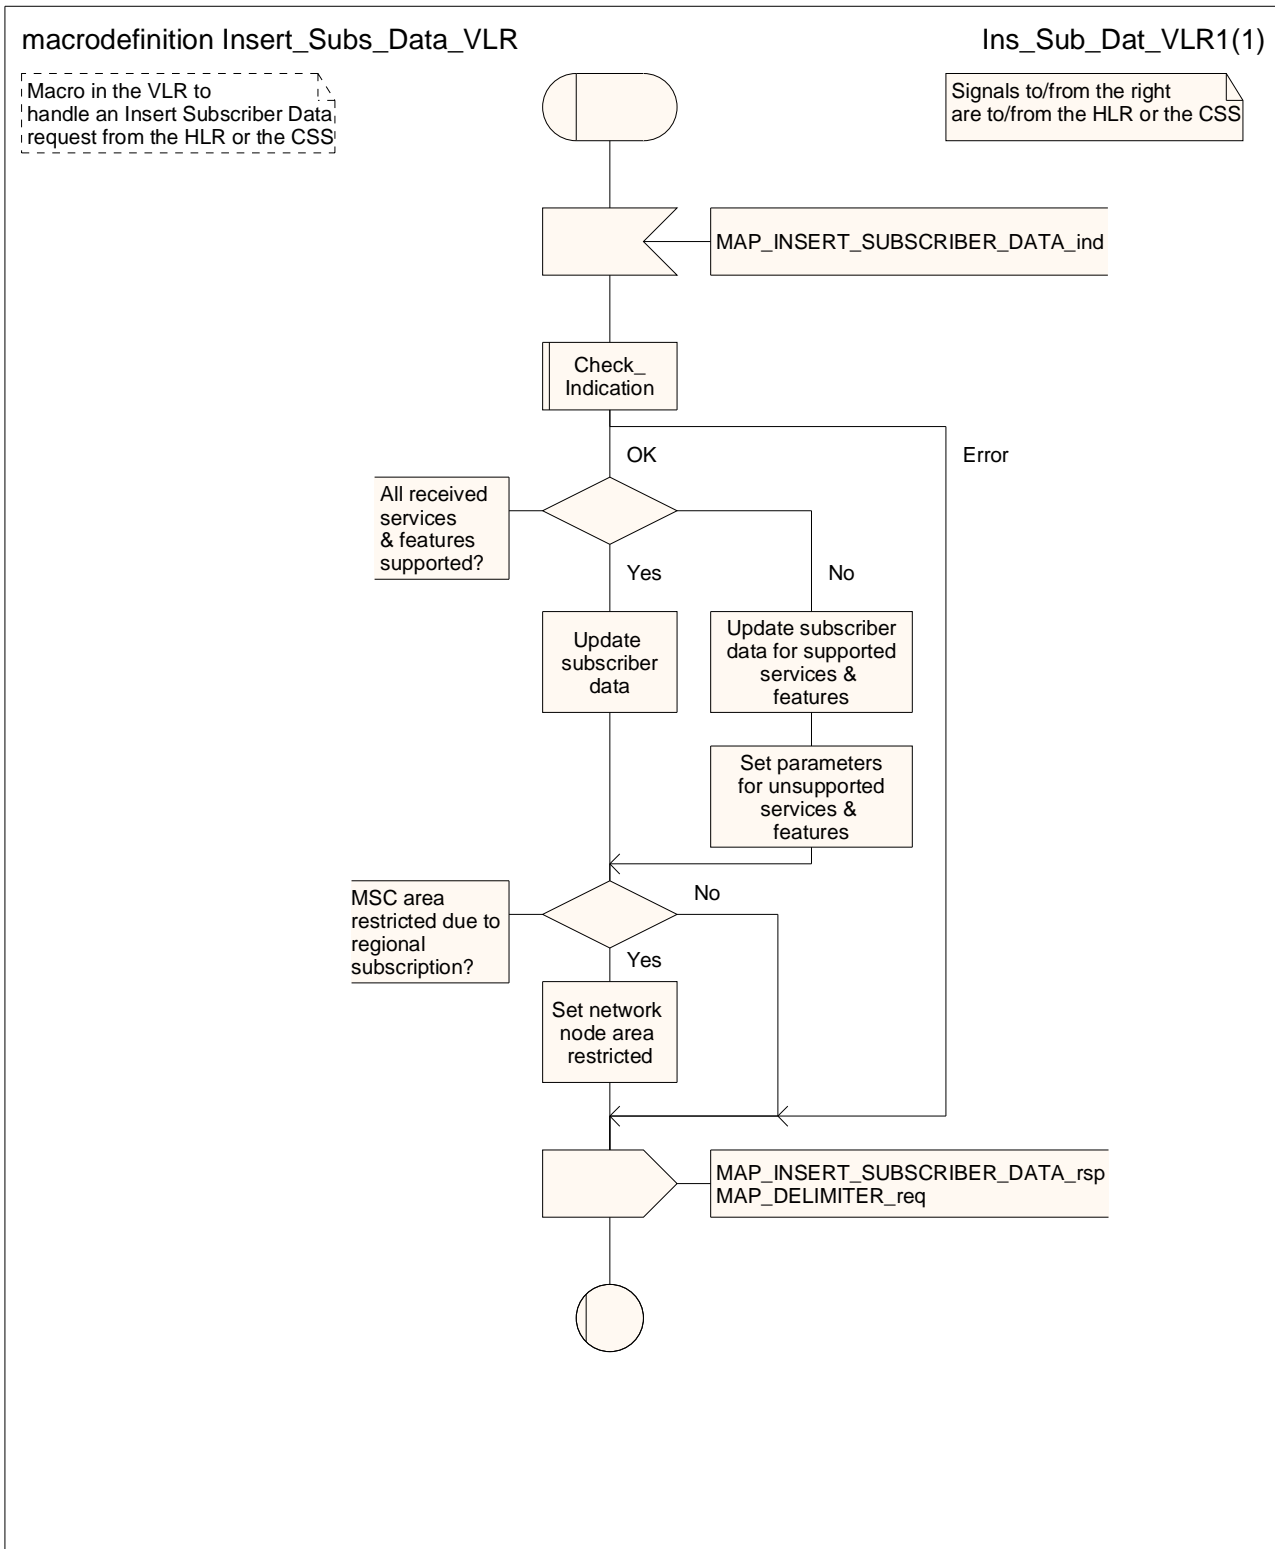 macrodefinition Insert_Subs_Data_VLR
Ins_Sub_Dat_VLR1(1)
Macro in the VLR to
handle an Insert Subscriber Data
request from the HLR or the CSS
Signals to/from the right
are to/from the HLR or the CSS
MAP_INSERT_SUBSCRIBER_DATA_ind
Check_
Indication
OK
Error
All received
services
& features
supported?
Yes
No
Update
subscriber
data
Update subscriber
data for supported
services &
features
Set parameters
for unsupported
services &
features
MSC area
restricted due to
regional
subscription?
No
Yes
Set network
node area
restricted
MAP_INSERT_SUBSCRIBER_DATA_rsp
MAP_DELIMITER_req